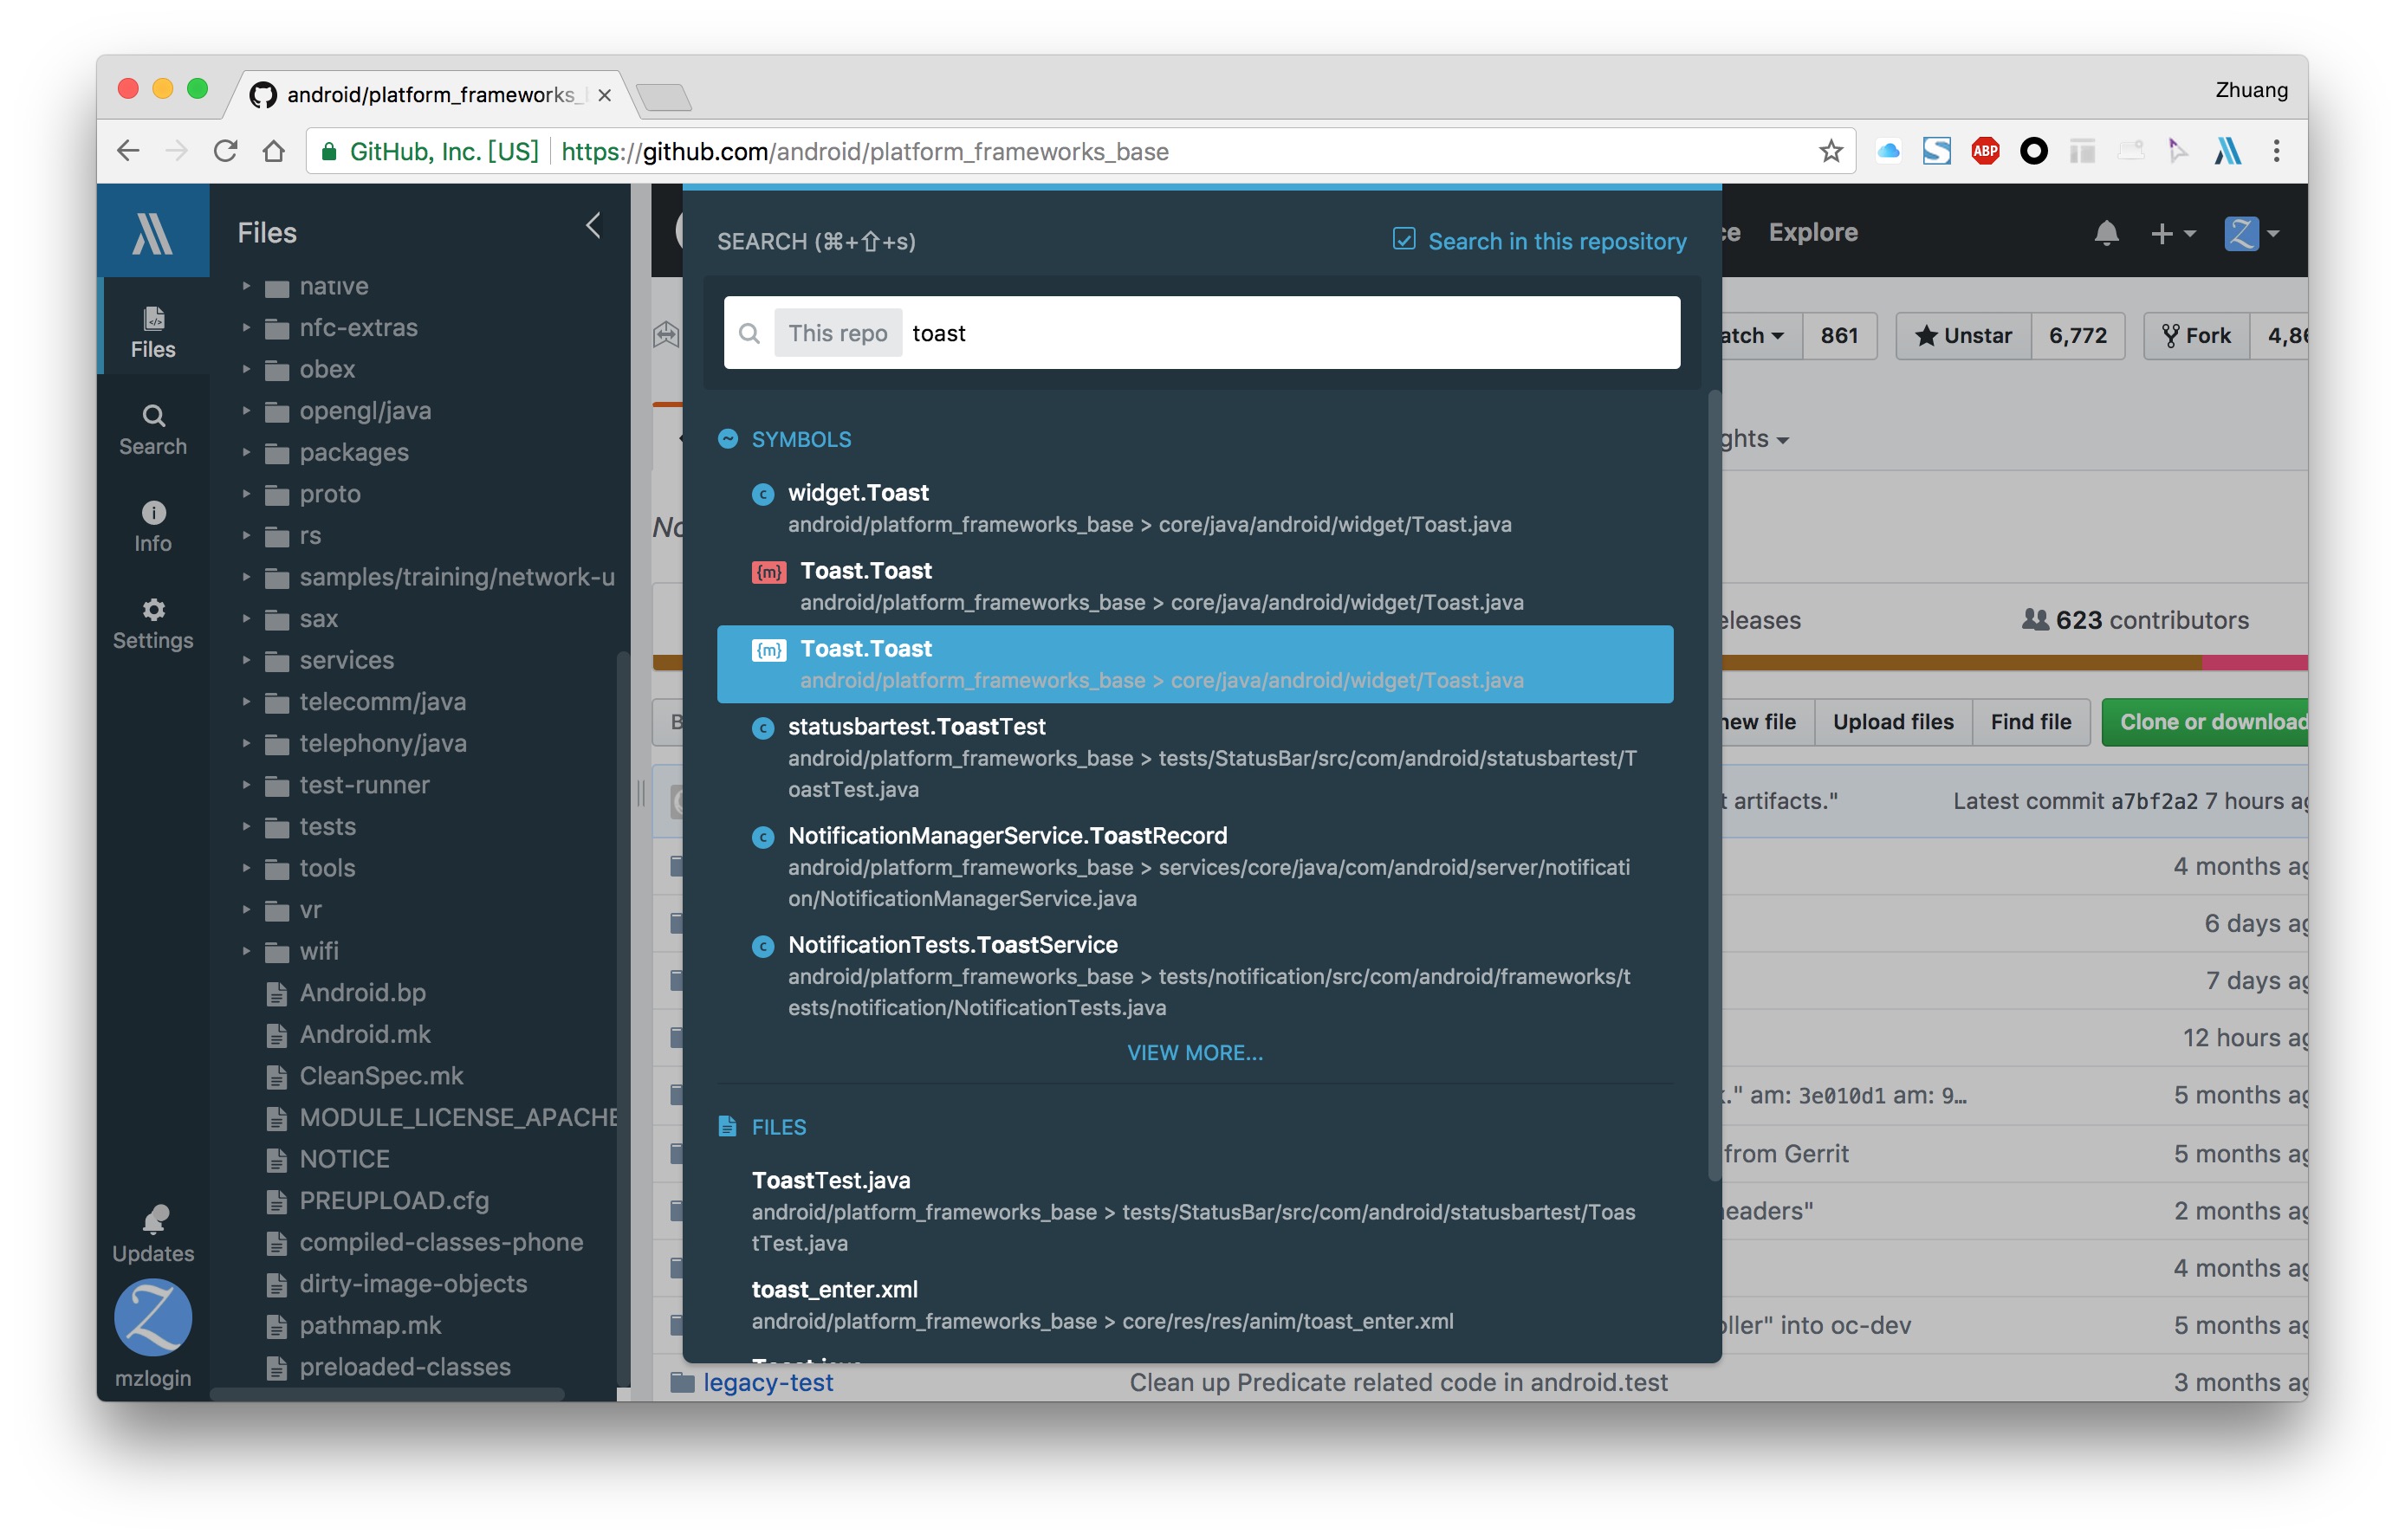 android/platform_frameworks_
Zhuang
GitHub, Inc. [US]
https://github.com/android/platform_frameworks_base
ABP
Files
Search
Info
Settings
Updates
mzlogin
Files
native
nfc-extras
obex
opengl/java
packages
proto
rs
samples/training/network-u
sax
services
telecomm/java
telephony/java
test-runner
tests
tools
vr
wifi
Android.bp
Android.mk
CleanSpec.mk
MODULE_LICENSE_APACHE
NOTICE
PREUPLOAD.cfg
compiled-classes-phone
dirty-image-objects
pathmap.mk
preloaded-classes
SEARCH (⌘+⇧+s)
Search in this repository
This repo toast
SYMBOLS
c widget.Toast
android/platform_frameworks_base > core/java/android/widget/Toast.java
{m} Toast.Toast
android/platform_frameworks_base > core/java/android/widget/Toast.java
{m} Toast.Toast
android/platform_frameworks_base > core/java/android/widget/Toast.java
c statusbartest.ToastTest
android/platform_frameworks_base > tests/StatusBar/src/com/android/statusbartest/T
oastTest.java
c NotificationManagerService.ToastRecord
android/platform_frameworks_base > services/core/java/com/android/server/notificati
on/NotificationManagerService.java
c NotificationTests.ToastService
android/platform_frameworks_base > tests/notification/src/com/android/frameworks/t
ests/notification/NotificationTests.java
VIEW MORE...
FILES
ToastTest.java
android/platform_frameworks_base > tests/StatusBar/src/com/android/statusbartest/Toas
tTest.java
toast_enter.xml
android/platform_frameworks_base > core/res/res/anim/toast_enter.xml
Explore
861
Unstar 6,772
Fork 4,86
623 contributors
eleases
Upload files
Find file
Clone or download
t artifacts."
Latest commit a7bf2a2 7 hours ag
4 months ag
6 days ag
7 days ag
12 hours ag
." am: 3e010d1 am: 9…
5 months ag
from Gerrit
5 months ag
eaders"
2 months ag
4 months ag
oller" into oc-dev
5 months ag
legacy-test
Clean up Predicate related code in android.test
3 months ag